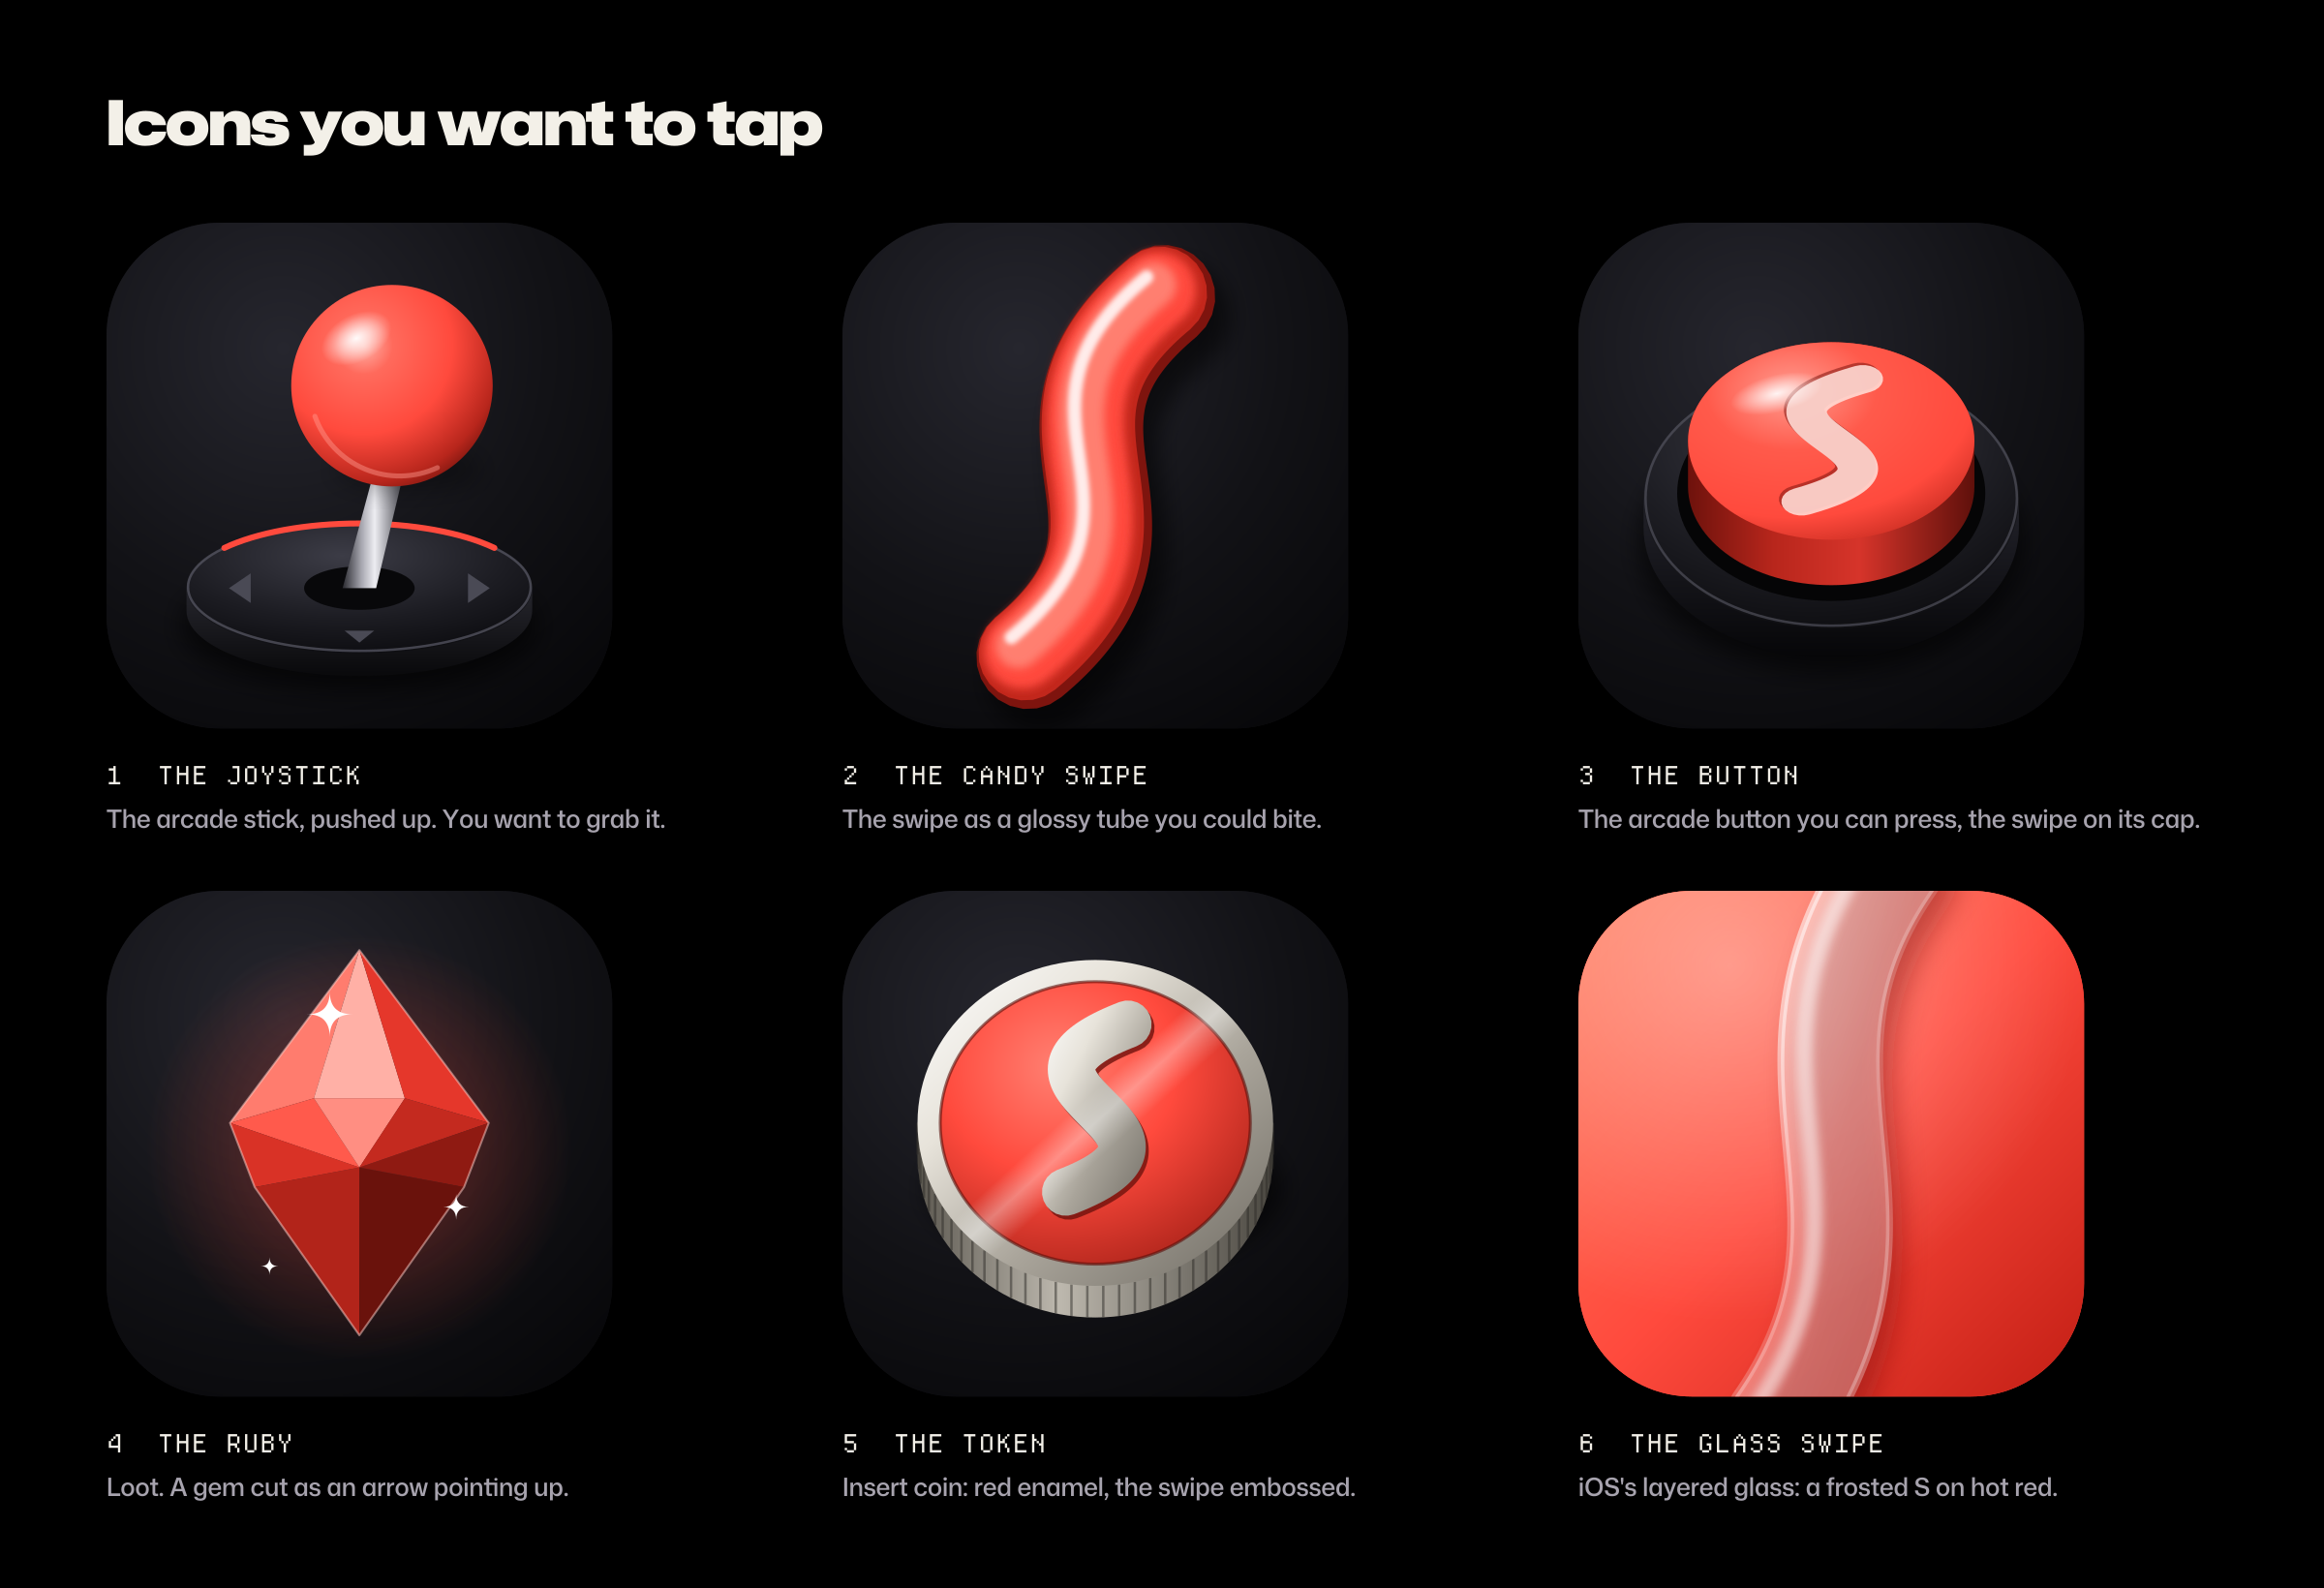 Icons you want to tap
1 THE JOYSTICK
The arcade stick, pushed up. You want to grab it.
2 THE CANDY SWIPE
The swipe as a glossy tube you could bite.
3 THE BUTTON
The arcade button you can press, the swipe on its cap.
4 THE RUBY
Loot. A gem cut as an arrow pointing up.
5 THE TOKEN
Insert coin: red enamel, the swipe embossed.
6 THE GLASS SWIPE
iOS's layered glass: a frosted S on hot red.